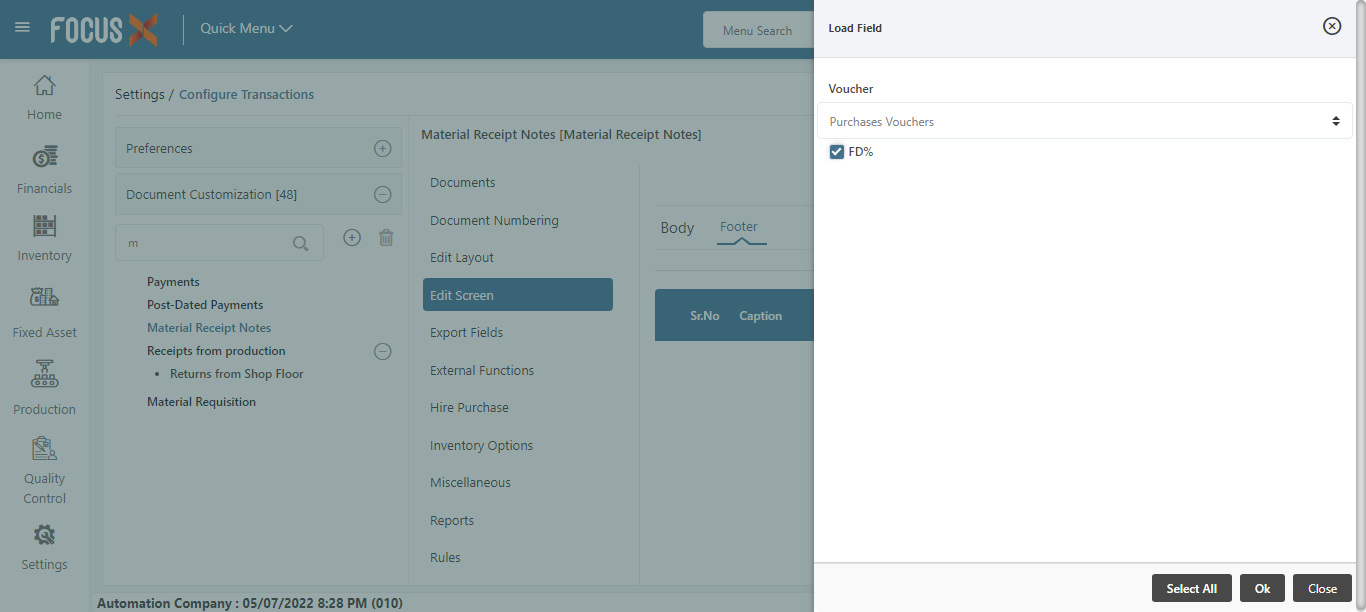 FOCUS X
Quick Menu
Menu Search
Home
Financials
Inventory
Fixed Asset
Production
Quality
Control
Settings
Settings / Configure Transactions
Preferences
Document Customization [48]
m
Payments
Post-Dated Payments
Material Receipt Notes
Receipts from production
• Returns from Shop Floor
Material Requisition
Material Receipt Notes [Material Receipt Notes]
Documents
Document Numbering
Edit Layout
Edit Screen
Export Fields
External Functions
Hire Purchase
Inventory Options
Miscellaneous
Reports
Rules
Body Footer
Sr.No Caption
Automation Company : 05/07/2022 8:28 PM (010)
Load Field
Voucher
Purchases Vouchers
FD%
Select All Ok Close